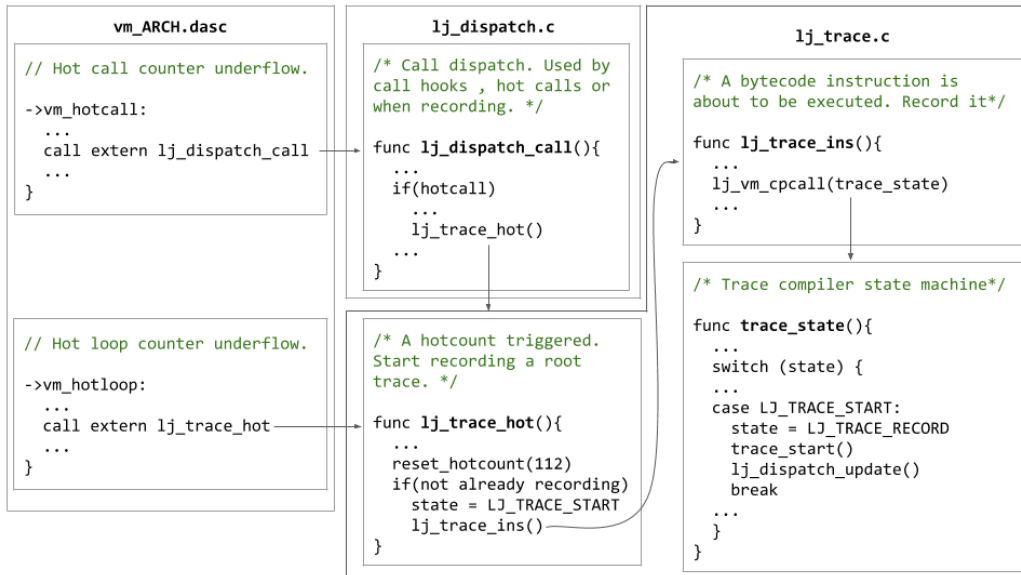 vm_ARCH.dasc
// Hot call counter underflow.
->vm_hotcall:
...
call extern lj_dispatch_call
...
}
// Hot loop counter underflow.
->vm_hotloop:
...
call extern lj_trace_hot
...
}
lj_dispatch.c
/* Call dispatch. Used by
call hooks , hot calls or
when recording. */
func lj_dispatch_call(){
...
if(hotcall)
...
lj_trace_hot()
...
}
/* A hotcount triggered.
Start recording a root
trace. */
func lj_trace_hot(){
...
reset_hotcount(112)
if(not already recording)
state = LJ_TRACE_START
lj_trace_ins()
}
lj_trace.c
/* A bytecode instruction is
about to be executed. Record it*/
func lj_trace_ins(){
...
lj_vm_cpcall(trace_state)
...
}
/* Trace compiler state machine*/
func trace_state(){
...
switch (state) {
...
case LJ_TRACE_START:
state = LJ_TRACE_RECORD
trace_start()
lj_dispatch_update()
break
...
}
}